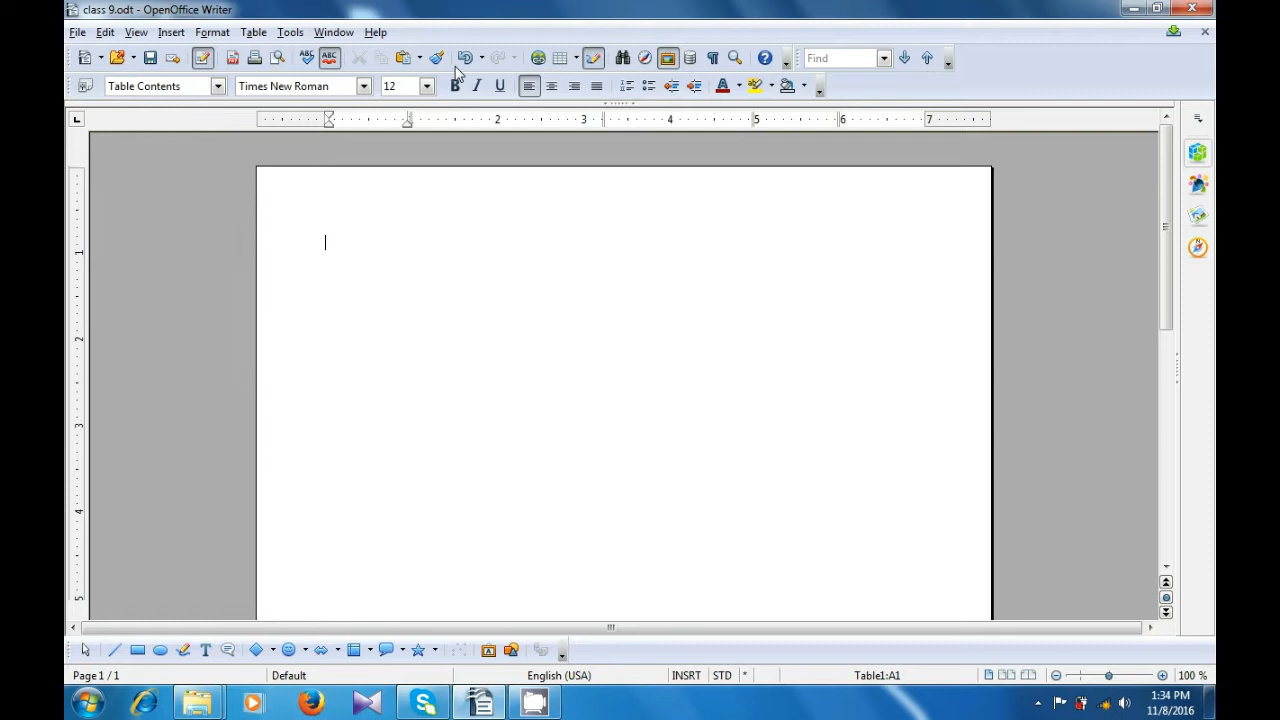 class 9.odt - OpenOffice Writer
File Edit View Insert Format Table Tools Window Help
Find
Table Contents Times New Roman 12 B I U
2 3 4 5 6 7
1
2
3
4
5
Page 1 / 1 Default English (USA) INSRT STD * Table1:A1 100 %
1:34 PM
11/8/2016